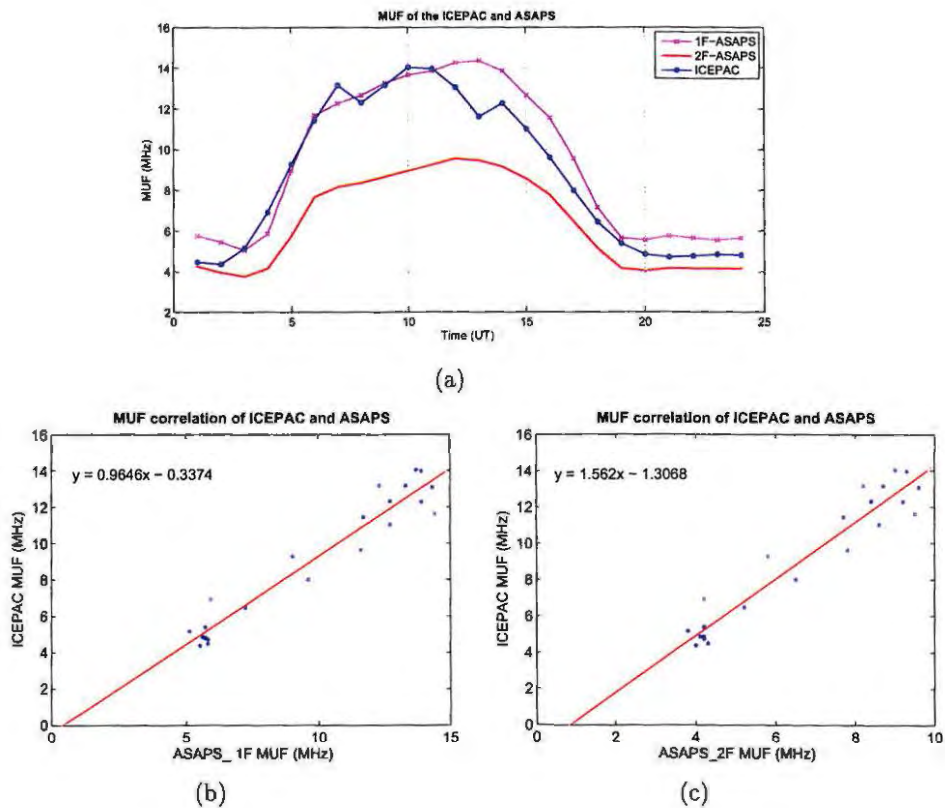 MUF of the ICEPAC and ASAPS
16
14
12
10
8
6
4
2
MUF (MHz)
1F-ASAPS
2F-ASAPS
ICEPAC
0 5 10 15 20 25
Time (UT)
(a)
MUF correlation of ICEPAC and ASAPS
16
14
12
10
8
6
4
2
0
ICEPAC MUF (MHz)
y = 0.9646x − 0.3374
0 5 10 15
ASAPS_ 1F MUF (MHz)
(b)
MUF correlation of ICEPAC and ASAPS
16
14
12
10
8
6
4
2
0
ICEPAC MUF (MHz)
y = 1.562x − 1.3068
0 2 4 6 8 10
ASAPS_2F MUF (MHz)
(c)